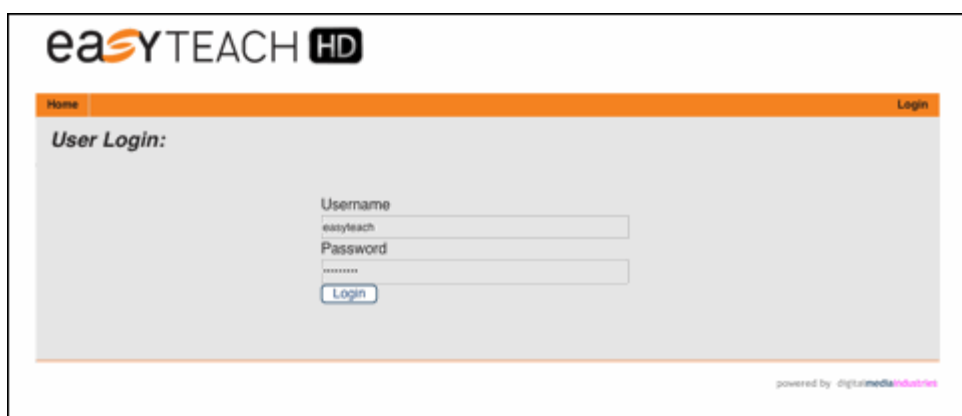 easyTEACH HD
Home Login
User Login:
Username
easyteach
Password
•••••••••
Login
powered by digitalmediaindustries